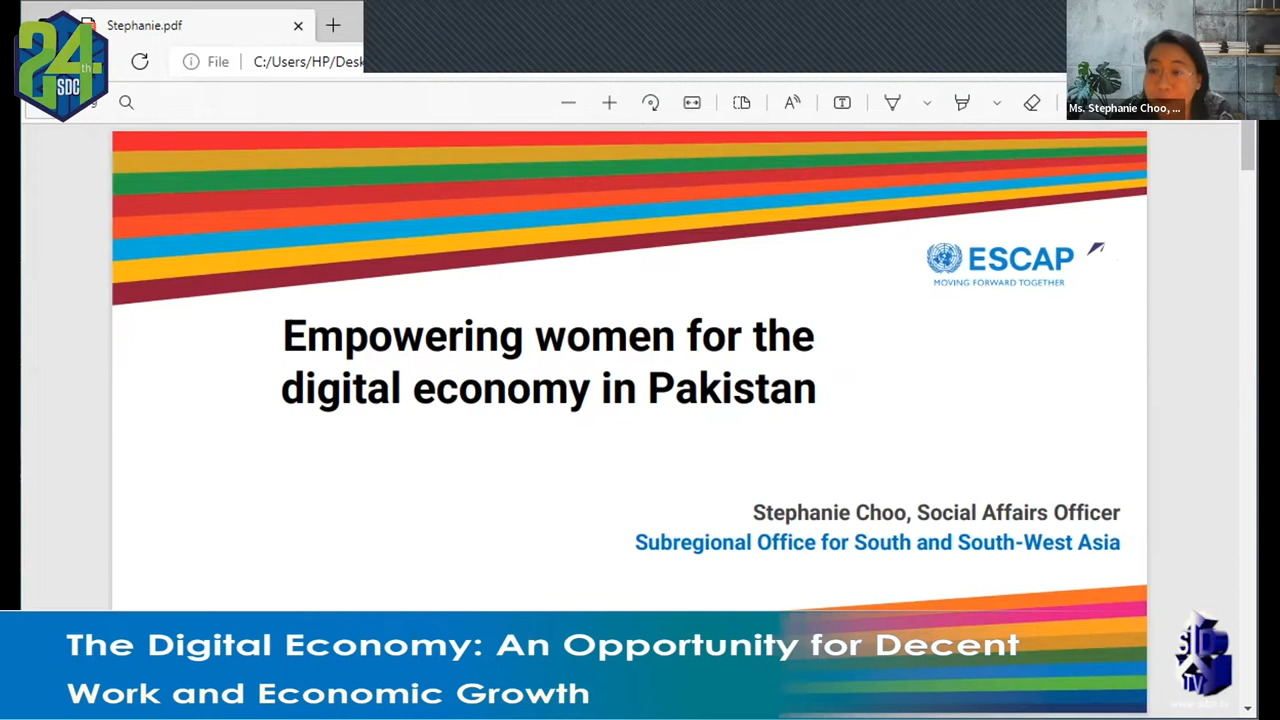 Stephanie.pdf
File
C:/Users/HP/Desk
24th
SDC
Ms. Stephanie Choo, ...
ESCAP
MOVING FORWARD TOGETHER
Empowering women for the
digital economy in Pakistan
Stephanie Choo, Social Affairs Officer
Subregional Office for South and South-West Asia
The Digital Economy: An Opportunity for Decent
Work and Economic Growth
TV